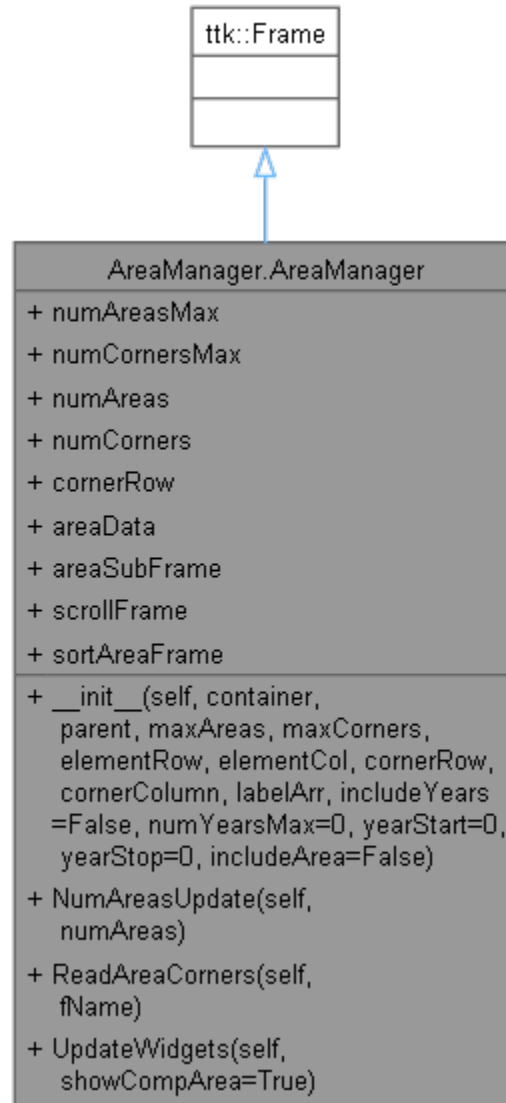 ttk::Frame
AreaManager.AreaManager
+ numAreasMax
+ numCornersMax
+ numAreas
+ numCorners
+ cornerRow
+ areaData
+ areaSubFrame
+ scrollFrame
+ sortAreaFrame
+ __init__(self, container,
parent, maxAreas, maxCorners,
elementRow, elementCol, cornerRow,
cornerColumn, labelArr, includeYears
=False, numYearsMax=0, yearStart=0,
yearStop=0, includeArea=False)
+ NumAreasUpdate(self,
numAreas)
+ ReadAreaCorners(self,
fName)
+ UpdateWidgets(self,
showCompArea=True)